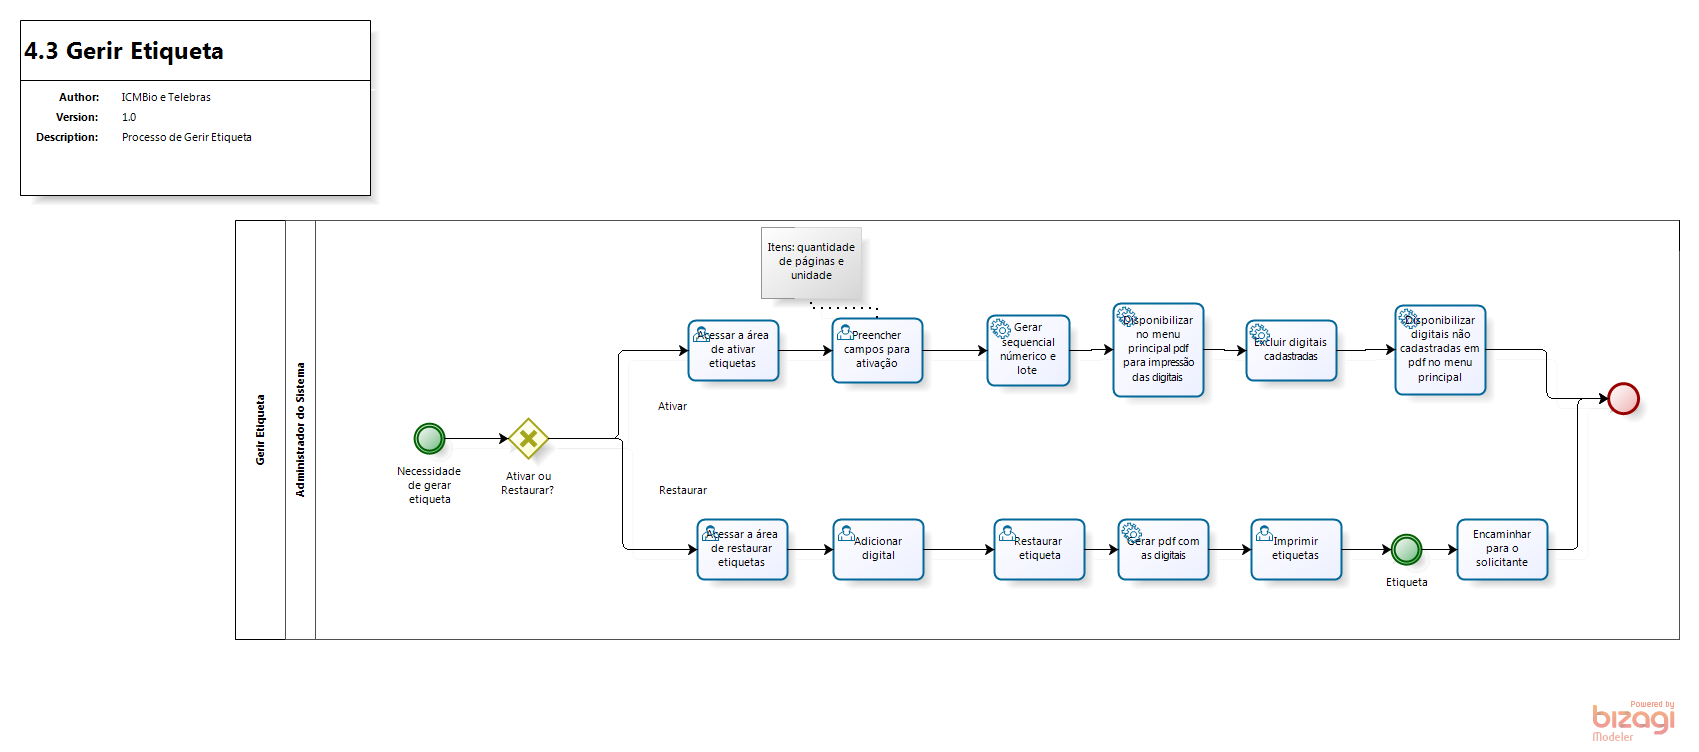 4.3 Gerir Etiqueta
Author: ICMBio e Telebras
Version: 1.0
Description: Processo de Gerir Etiqueta
Gerir Etiqueta
Administrador do Sistema
Itens: quantidade
de páginas e
unidade
Acessar a área
de ativar
etiquetas
Preencher
campos para
ativação
Gerar
sequencial
númerico e
lote
Disponibilizar
no menu
principal pdf
para impressão
das digitais
Excluir digitais
cadastradas
Disponibilizar
digitais não
cadastradas em
pdf no menu
principal
Ativar
Necessidade
de gerar
etiqueta
Ativar ou
Restaurar?
Restaurar
Acessar a área
de restaurar
etiquetas
Adicionar
digital
Restaurar
etiqueta
Gerar pdf com
as digitais
Imprimir
etiquetas
Etiqueta
Encaminhar
para o
solicitante
Powered by
bizagi
Modeler